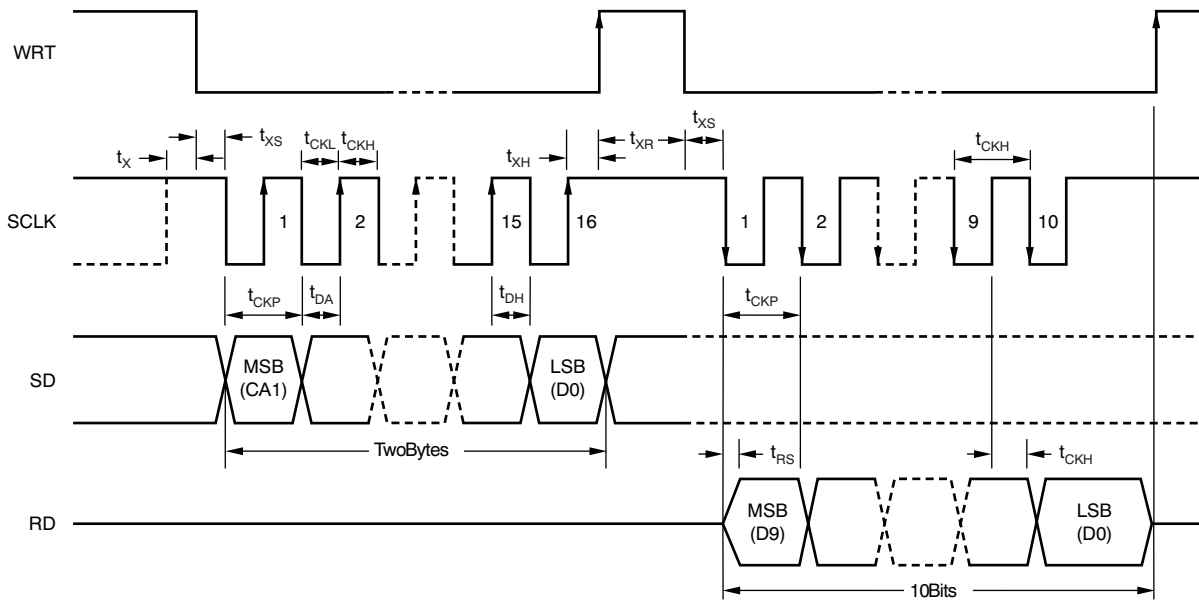 WRT
tX tXS tCKL tCKH tXH tXR tXS tCKH
SCLK 1 2 15 16 1 2 9 10
tCKP tDA tDH tCKP
SD MSB (CA1) LSB (D0)
TwoBytes
tRS tCKH
RD MSB (D9) LSB (D0)
10Bits